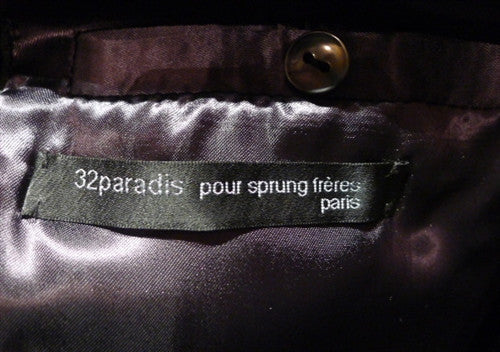 32paradis pour sprung frères
paris